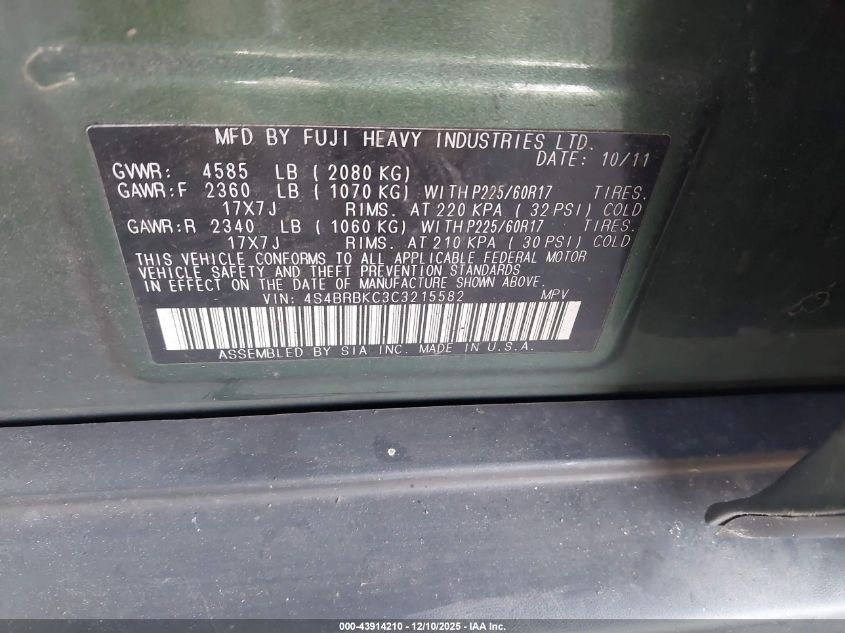 MFD BY FUJI HEAVY INDUSTRIES LTD.
DATE: 10/11
GVWR: 4585 LB ( 2080 KG)
GAWR:F 2360 LB ( 1070 KG) WITH P225/60R17 TIRES.
17X7J RIMS. AT 220 KPA ( 32 PSI) COLD
GAWR:R 2340 LB ( 1060 KG) WITH P225/60R17 TIRES.
17X7J RIMS. AT 210 KPA ( 30 PSI) COLD
THIS VEHICLE CONFORMS TO ALL APPLICABLE FEDERAL MOTOR
VEHICLE SAFETY AND THEFT PREVENTION STANDARDS
IN EFFECT ON THE DATE OF MANUFACTURE SHOWN ABOVE.
VIN: 4S4BRBKC3C3215582 MPV
ASSEMBLED BY SIA INC. MADE IN U.S.A.
000-43914210 - 12/10/2025 - IAA Inc.